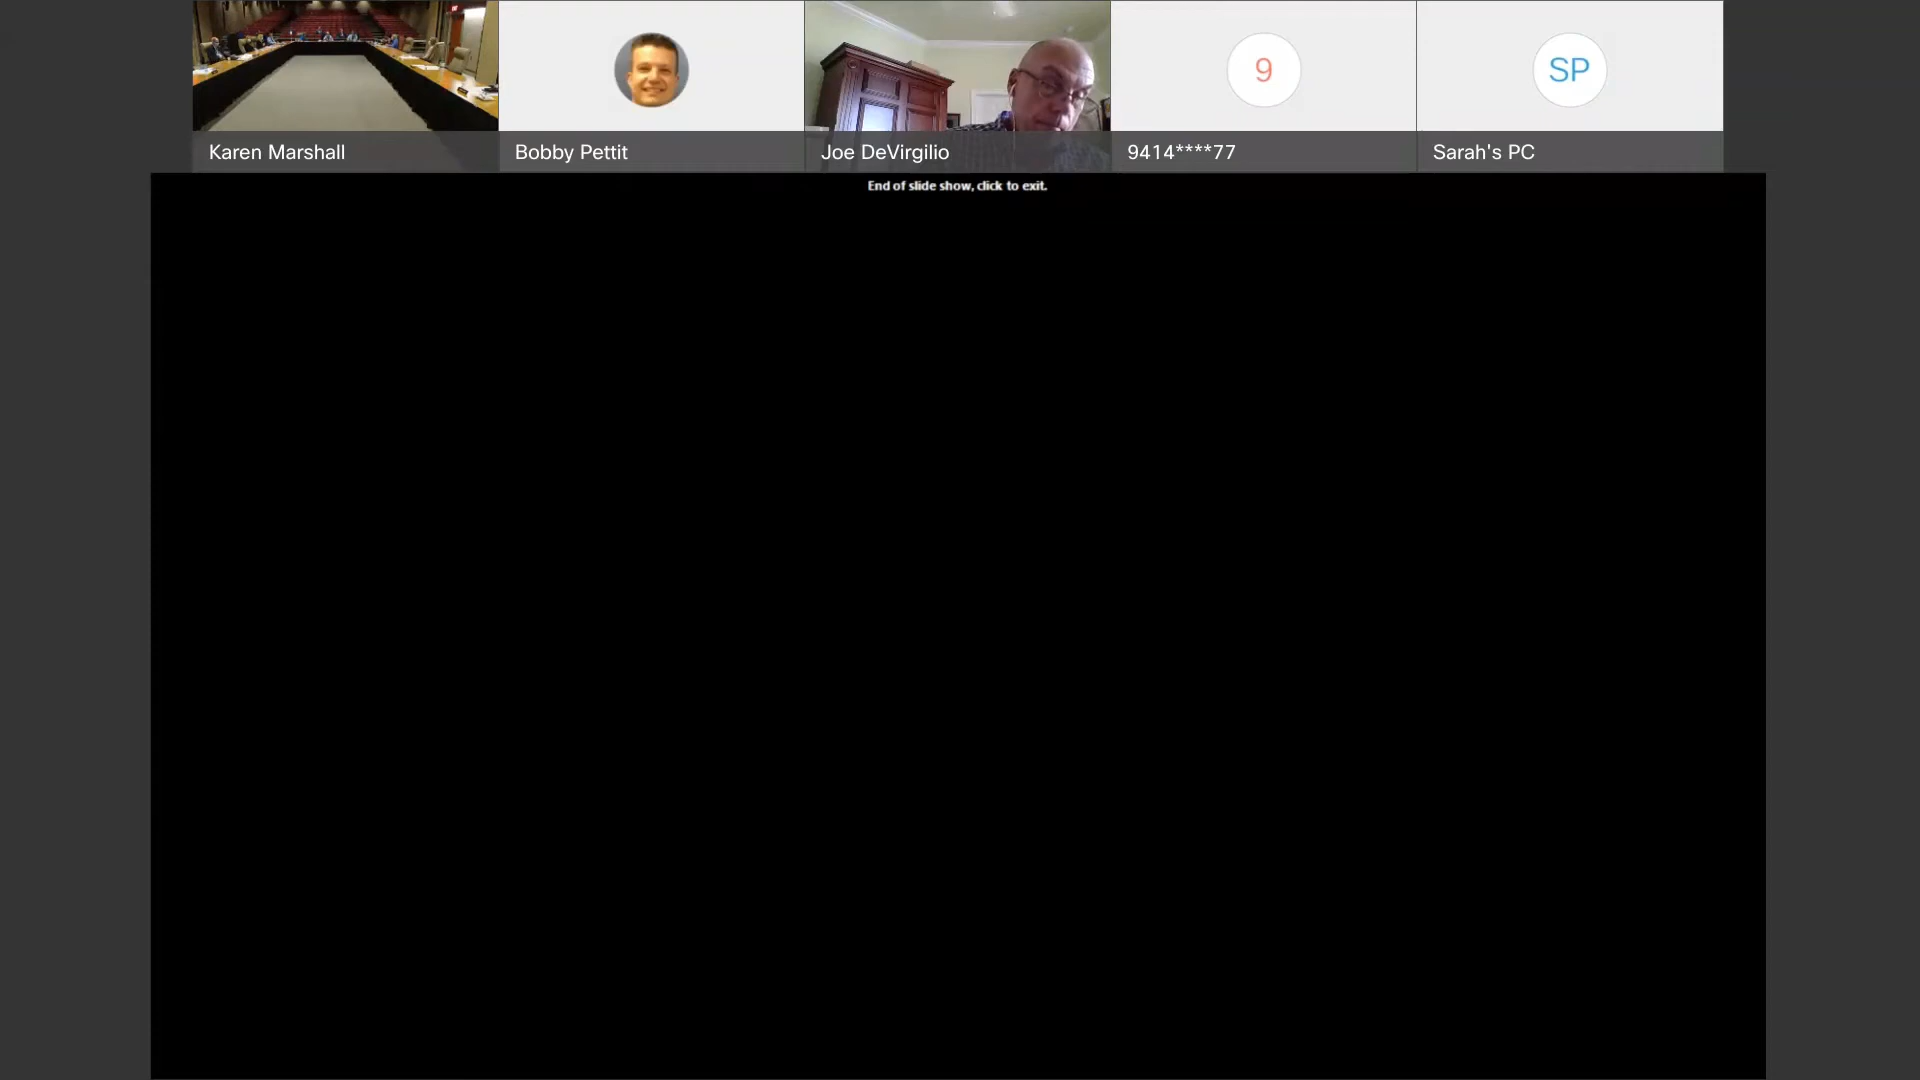 9
SP
Karen Marshall
Bobby Pettit
Joe DeVirgilio
9414****77
Sarah's PC
End of slide show, click to exit.